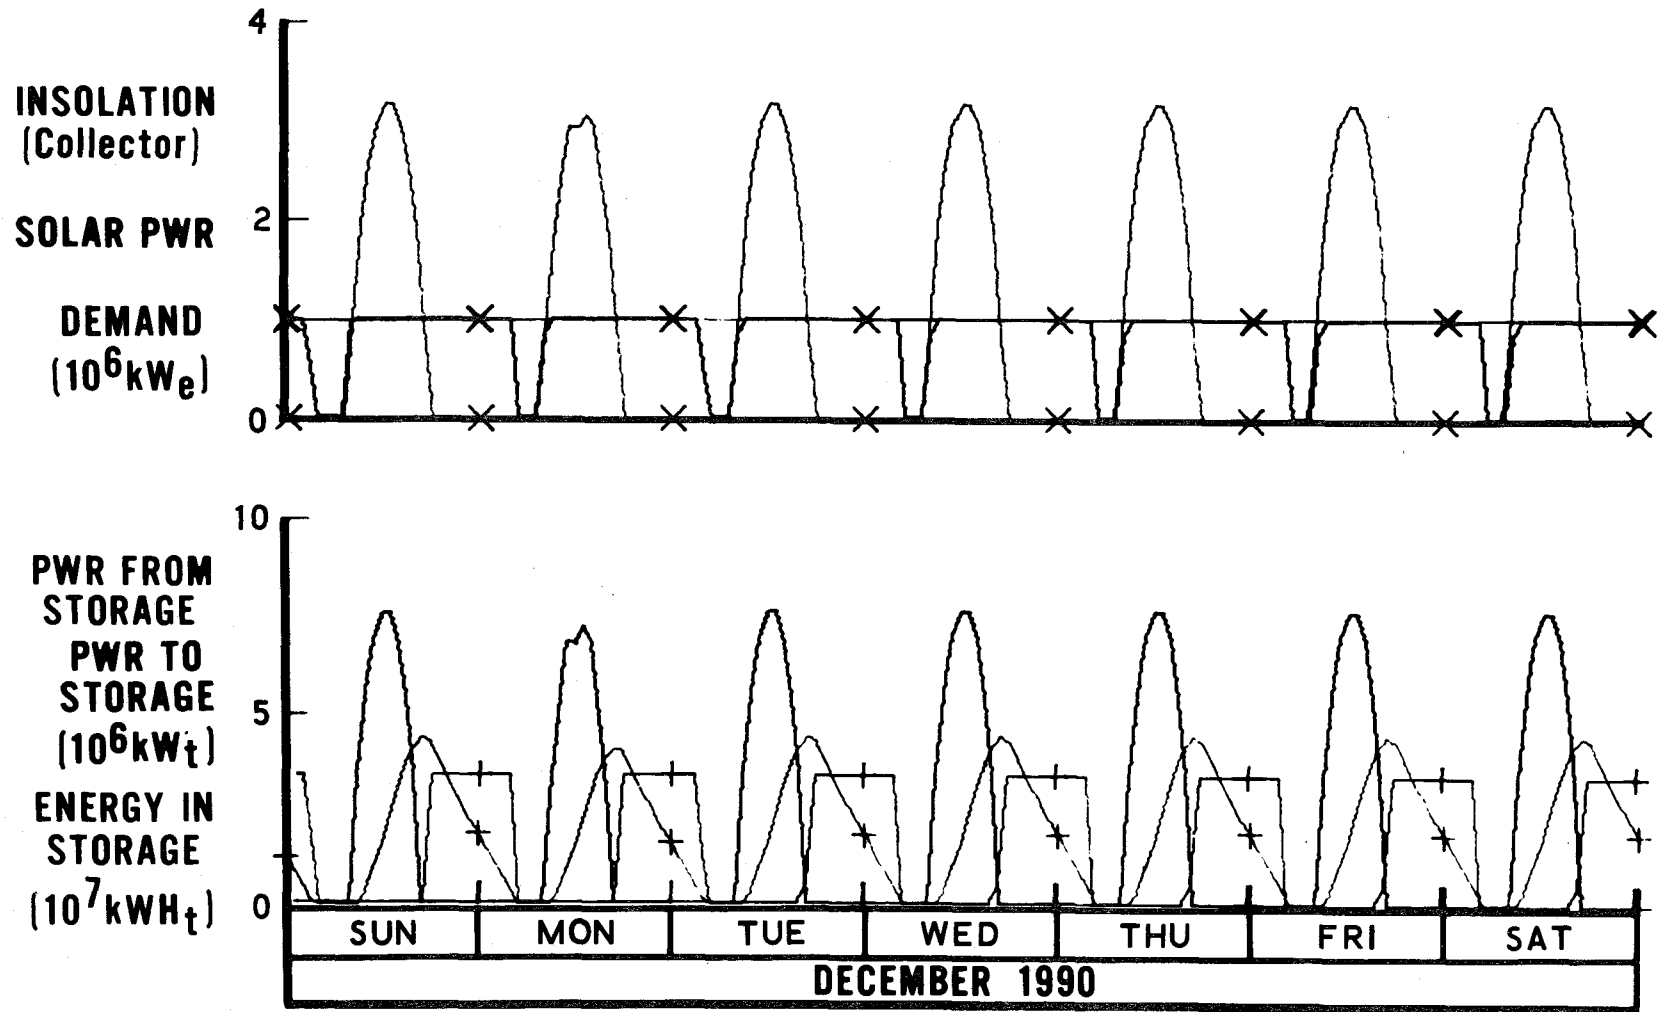 4
INSOLATION
(Collector)
2
SOLAR PWR
DEMAND
(10⁶kWₑ)
0
10
PWR FROM
STORAGE
PWR TO
STORAGE
5
(10⁶kWₜ)
ENERGY IN
STORAGE
(10⁷kWHₜ)
0
SUN MON TUE WED THU FRI SAT
DECEMBER 1990